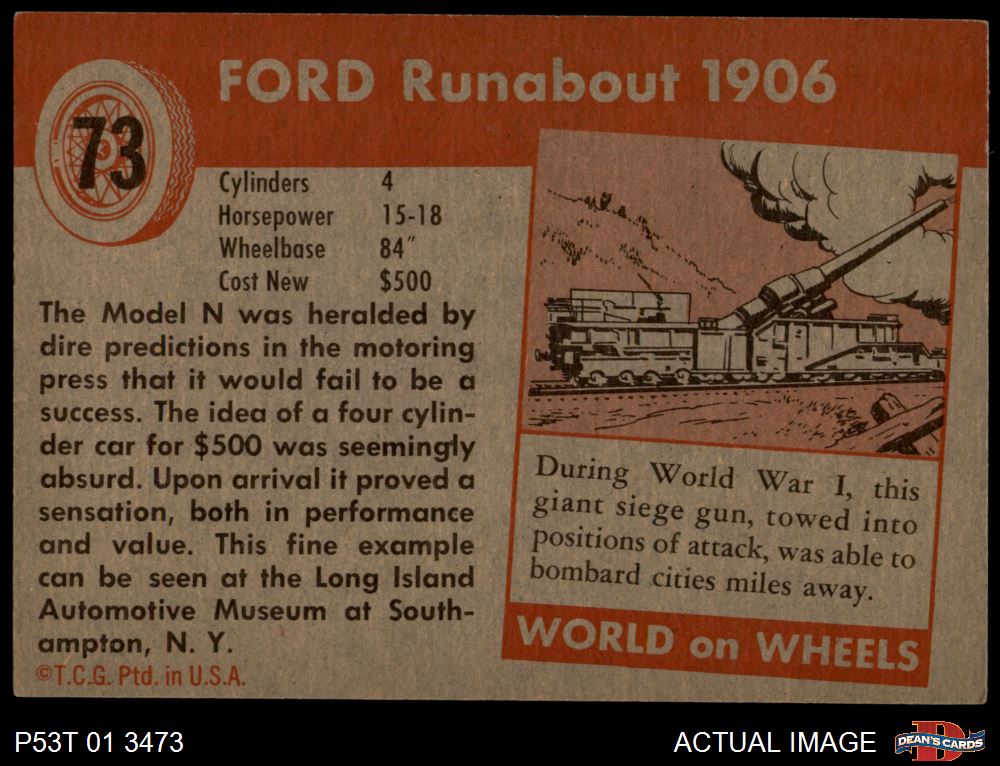 73
FORD Runabout 1906
Cylinders 4
Horsepower 15-18
Wheelbase 84"
Cost New $500
The Model N was heralded by
dire predictions in the motoring
press that it would fail to be a
success. The idea of a four cylin-
der car for $500 was seemingly
absurd. Upon arrival it proved a
sensation, both in performance
and value. This fine example
can be seen at the Long Island
Automotive Museum at South-
ampton, N. Y.
©T.C.G. Ptd. in U.S.A.
During World War I, this
giant siege gun, towed into
positions of attack, was able to
bombard cities miles away.
WORLD on WHEELS
P53T 01 3473
ACTUAL IMAGE
D
DEAN'S CARDS